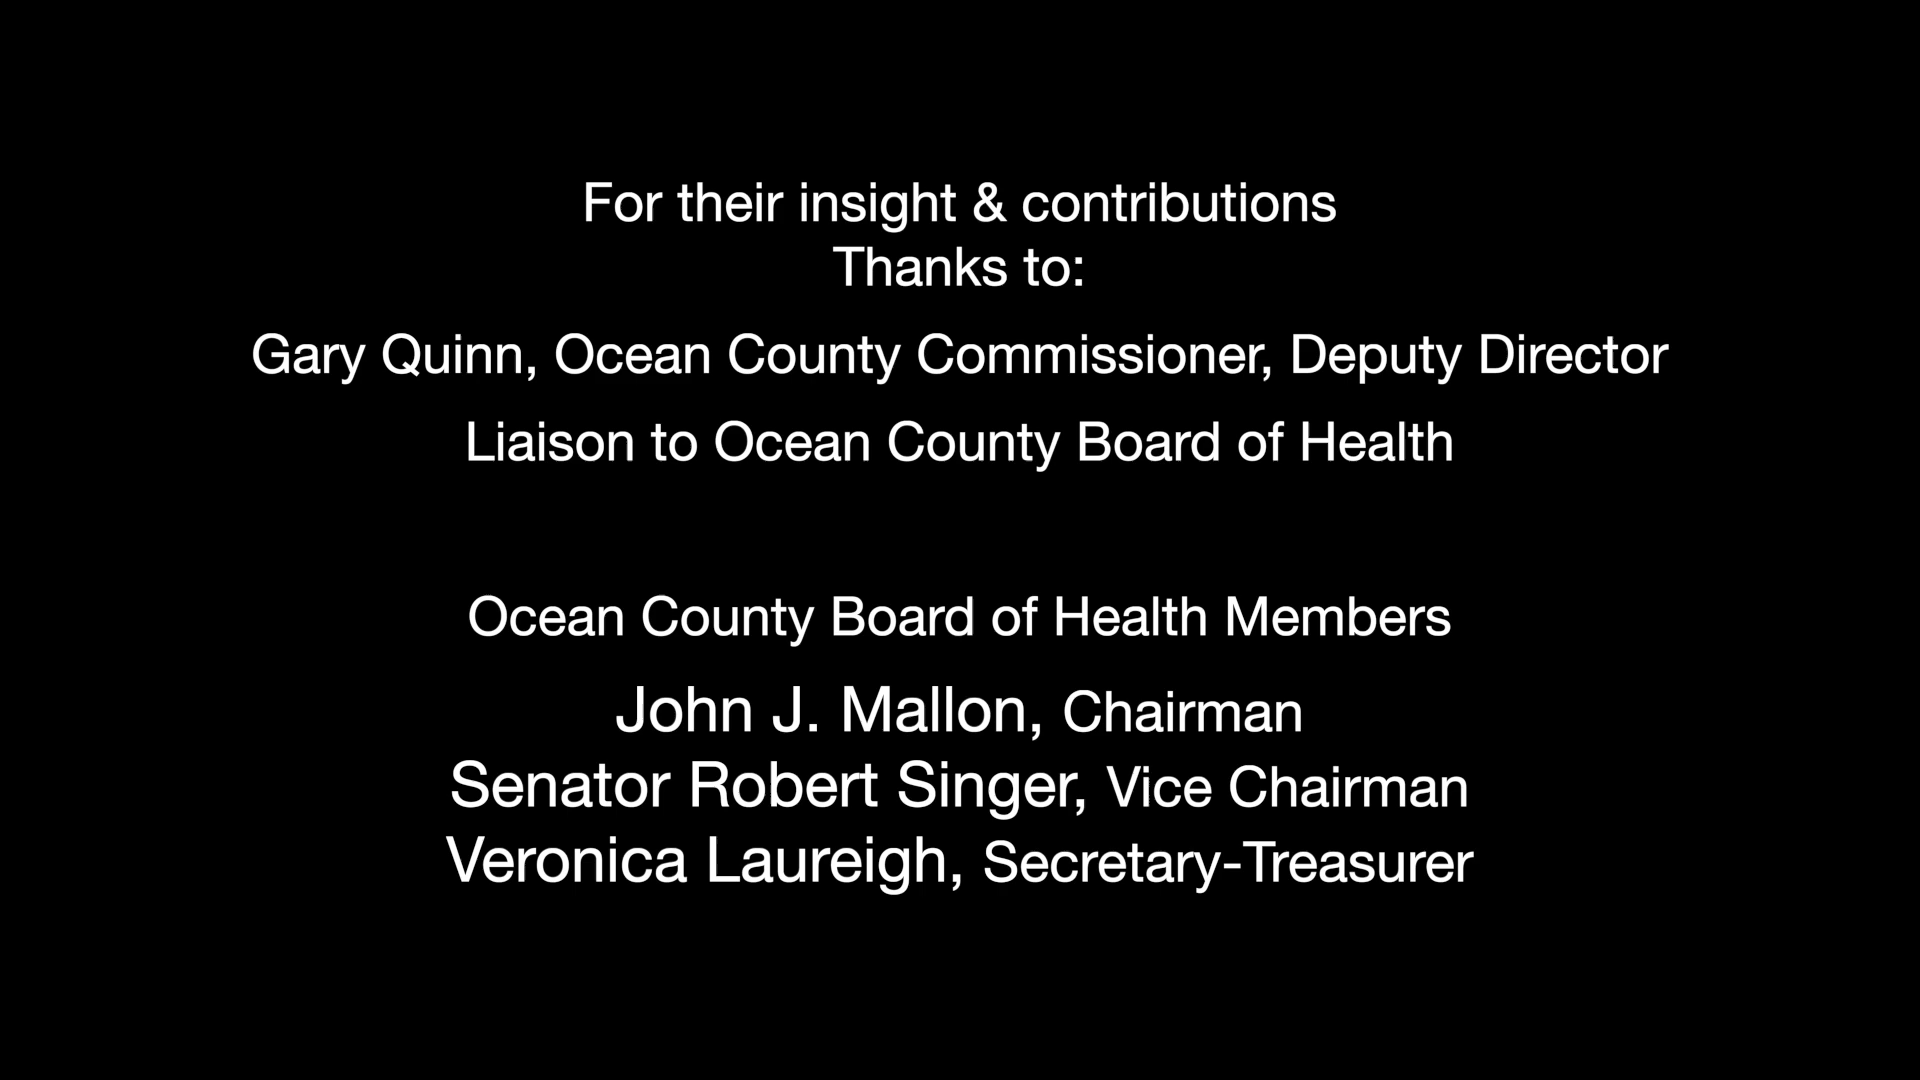 For their insight & contributions
Thanks to:
Gary Quinn, Ocean County Commissioner, Deputy Director
Liaison to Ocean County Board of Health
Ocean County Board of Health Members
John J. Mallon, Chairman
Senator Robert Singer, Vice Chairman
Veronica Laureigh, Secretary-Treasurer